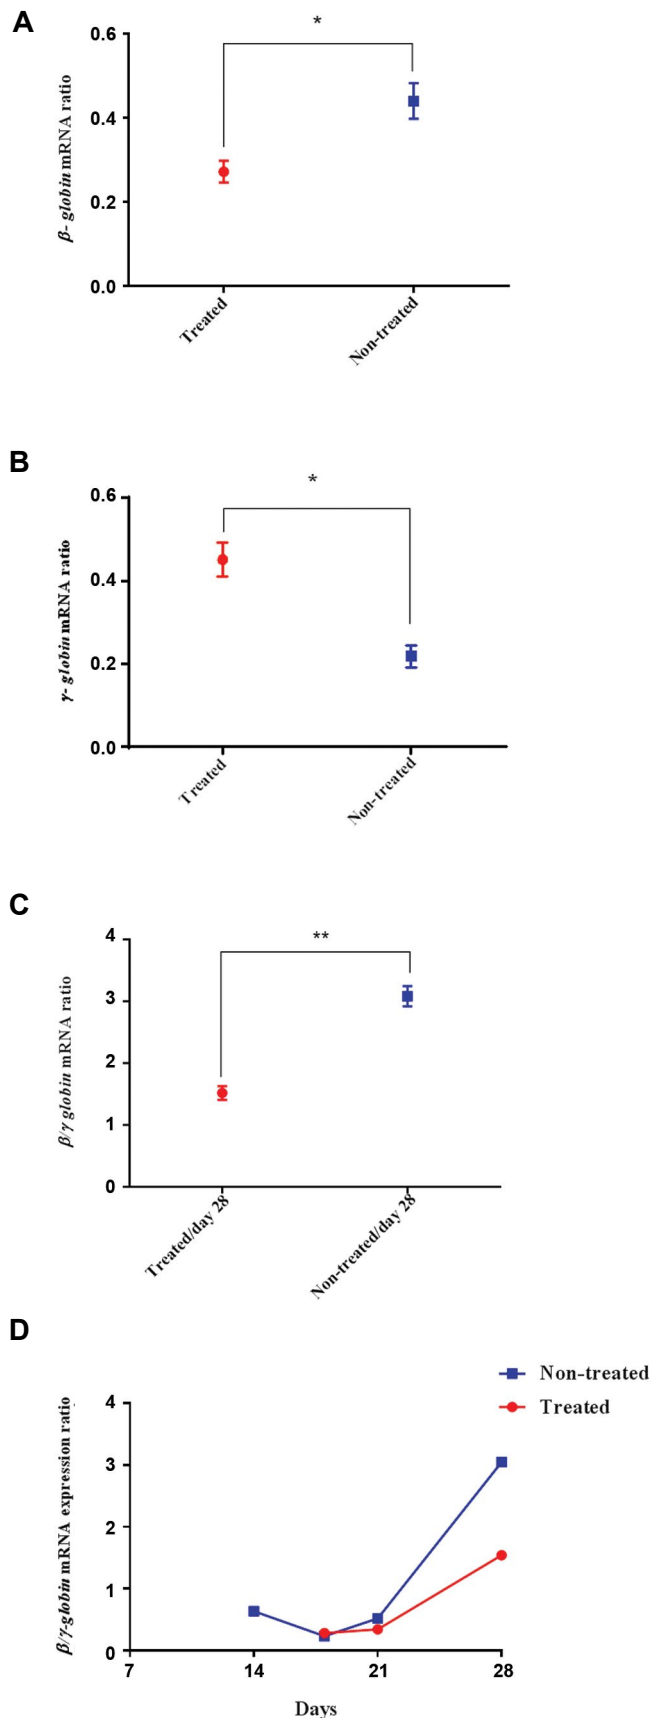 A
*
0.6
0.4
0.2
0.0
β- globin mRNA ratio
Treated
Non-treated
B
*
0.6
0.4
0.2
0.0
γ- globin mRNA ratio
Treated
Non-treated
C
**
4
3
2
1
0
β/γ globin mRNA ratio
Treated/day 28
Non-treated/day 28
D
Non-treated
Treated
4
3
2
1
0
β/γ-globin mRNA expression ratio
7 14 21 28
Days